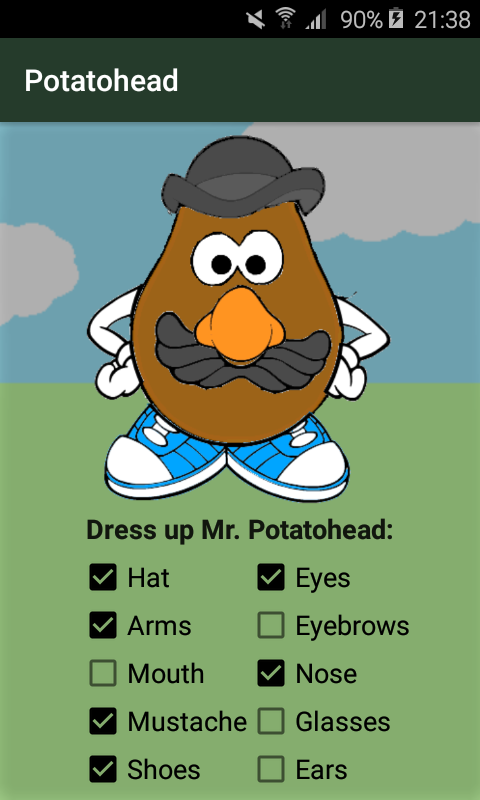 90% 21:38
Potatohead
Dress up Mr. Potatohead:
Hat Eyes
Arms Eyebrows
Mouth Nose
Mustache Glasses
Shoes Ears